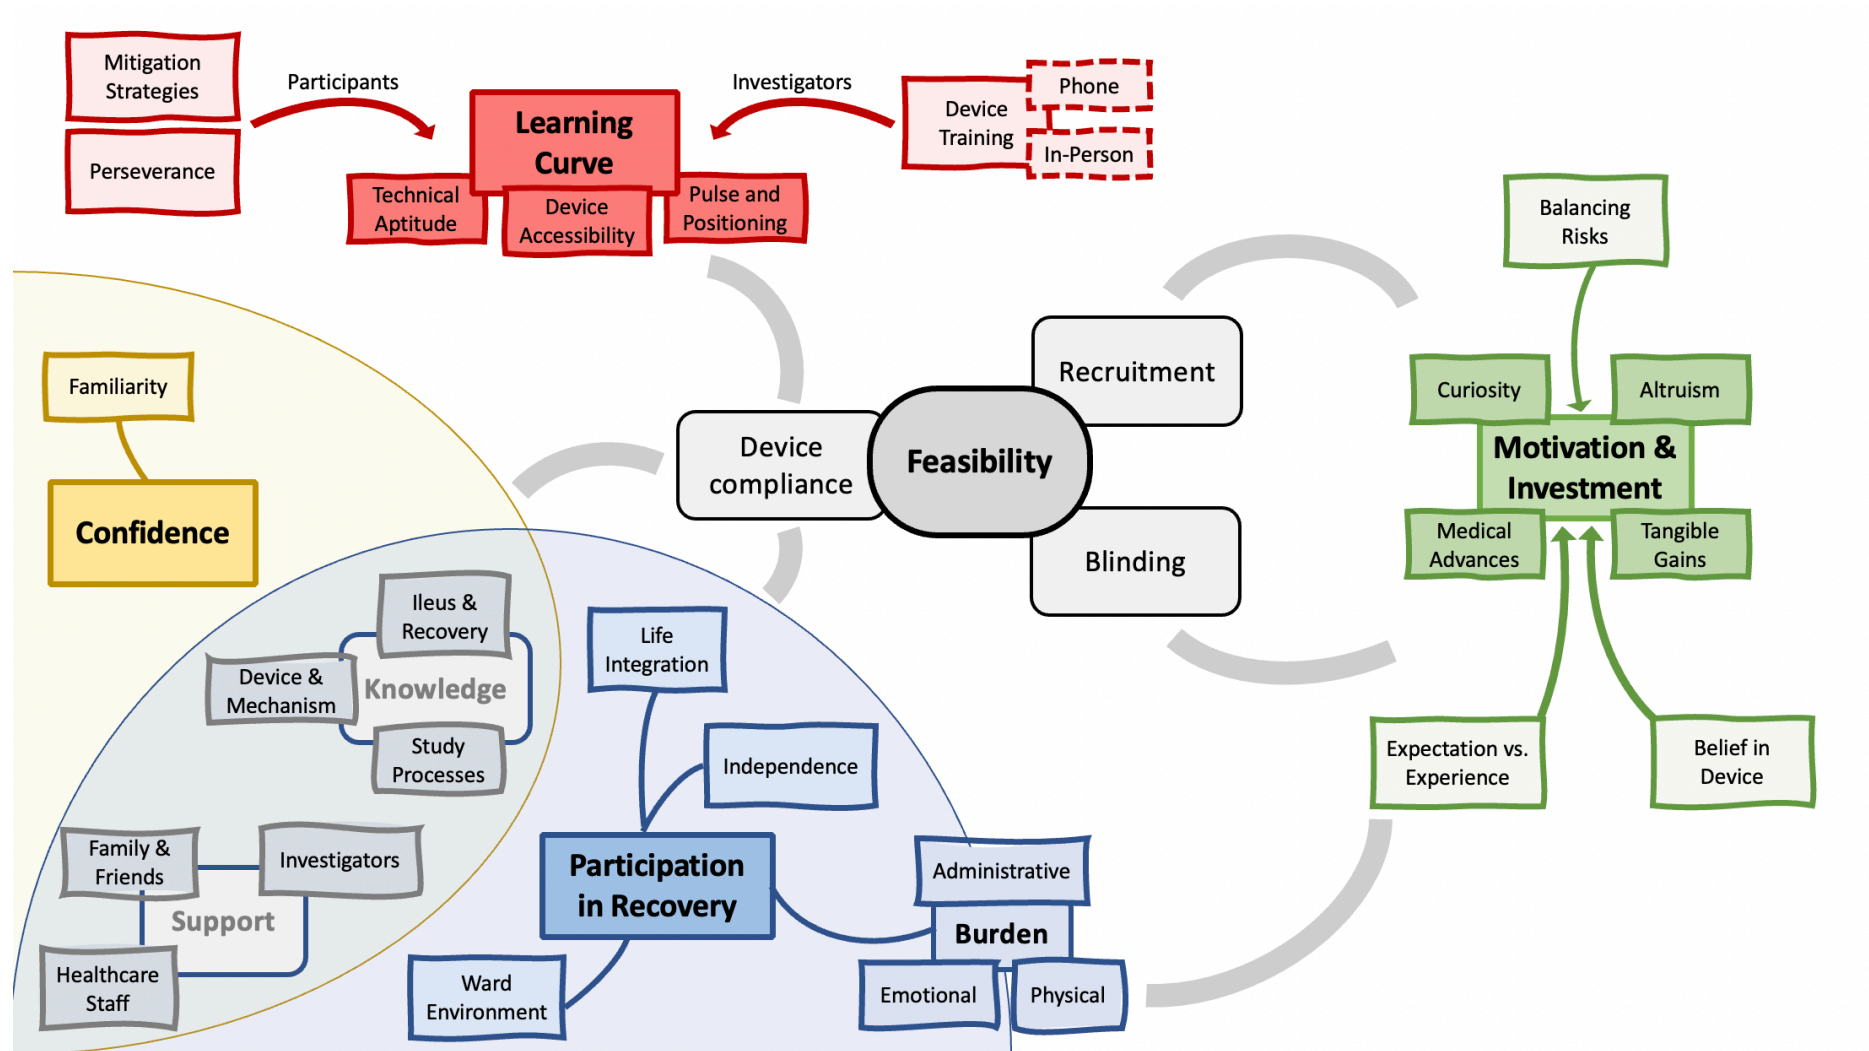 Mitigation
Strategies
Perseverance
Participants
Learning
Curve
Technical
Aptitude
Device
Accessibility
Pulse and
Positioning
Investigators
Device
Training
Phone
In-Person
Balancing
Risks
Curiosity
Altruism
Motivation &
Investment
Medical
Advances
Tangible
Gains
Expectation vs.
Experience
Belief in
Device
Recruitment
Device
compliance
Feasibility
Blinding
Familiarity
Confidence
Ileus &
Recovery
Device &
Mechanism
Knowledge
Study
Processes
Family &
Friends
Investigators
Support
Healthcare
Staff
Life
Integration
Independence
Participation
in Recovery
Ward
Environment
Administrative
Burden
Emotional
Physical